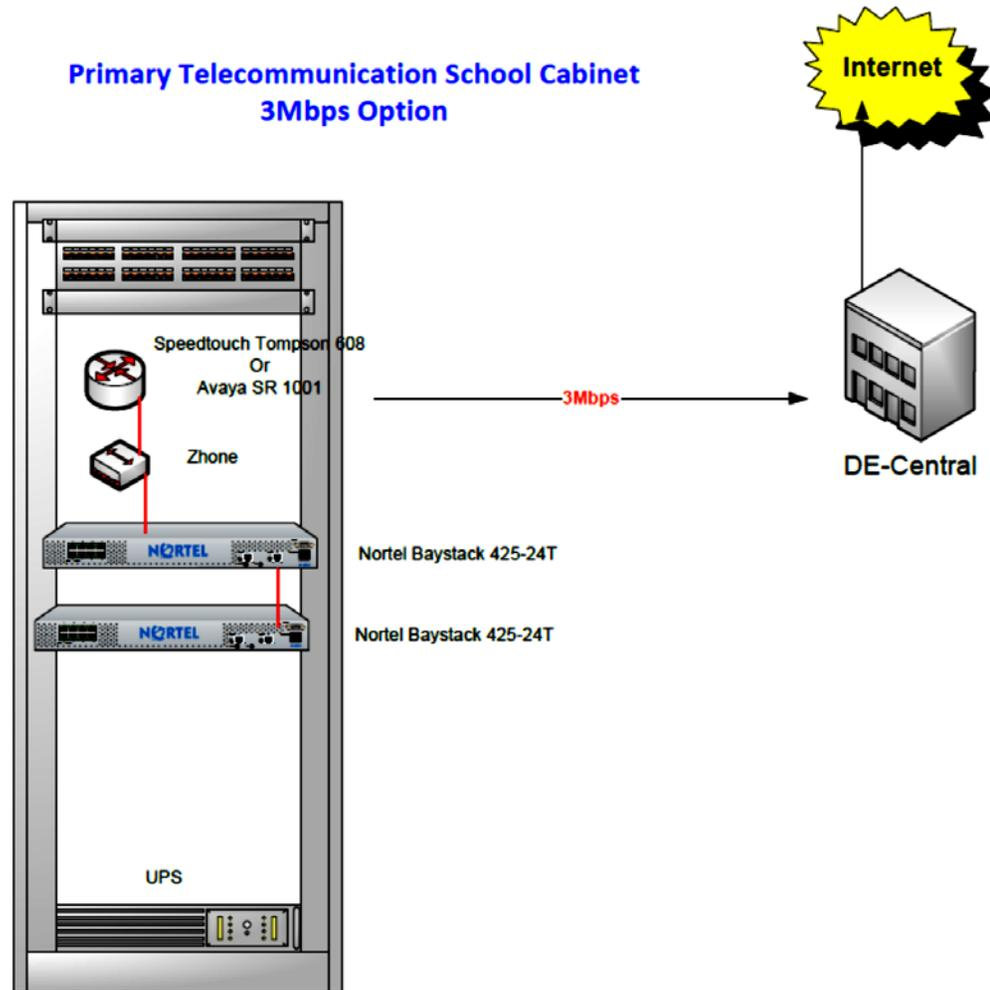 Primary Telecommunication School Cabinet
3Mbps Option
Internet
Speedtouch Tompson 608
Or
Avaya SR 1001
3Mbps
Zhone
DE-Central
NORTEL
Nortel Baystack 425-24T
NORTEL
Nortel Baystack 425-24T
UPS